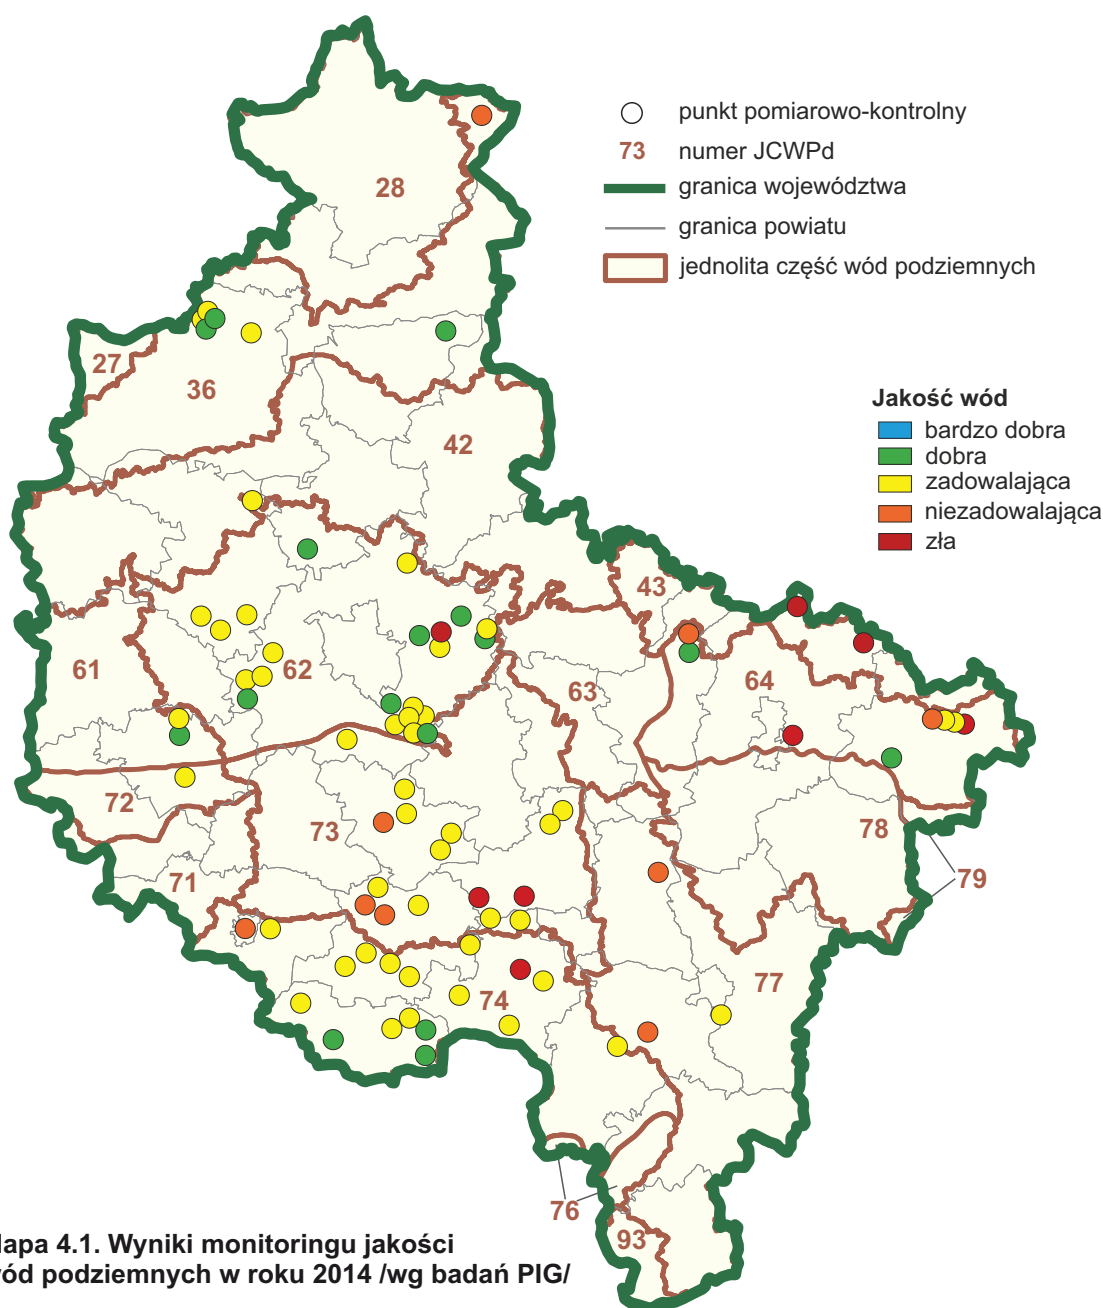 punkt pomiarowo-kontrolny
73 numer JCWPd
granica województwa
granica powiatu
jednolita część wód podziemnych
28
27
36
42
Jakość wód
bardzo dobra
dobra
zadowalająca
niezadowalająca
zła
43
61
62
63
64
72
73
78
71
79
77
74
76
93
apa 4.1. Wyniki monitoringu jakości
ód podziemnych w roku 2014 /wg badań PIG/